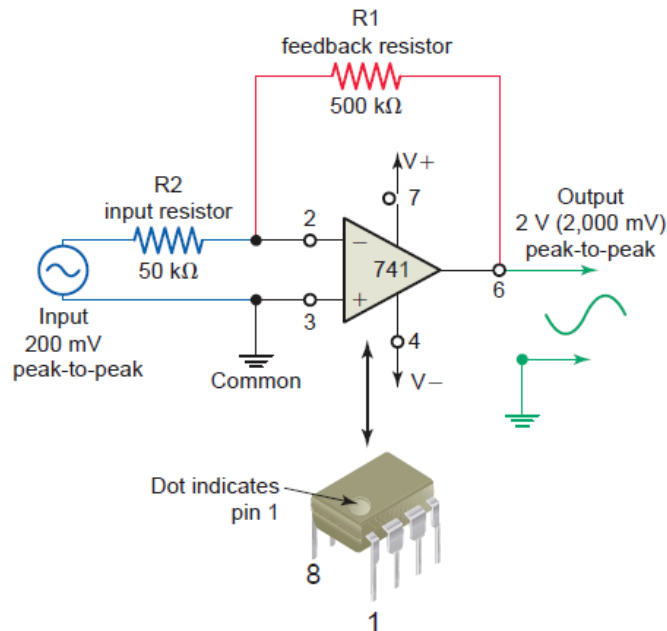 R1
feedback resistor
500 kΩ
V+
7
R2
input resistor
50 kΩ
2
−
741
+
3
6
4
V−
Output
2 V (2,000 mV)
peak-to-peak
Input
200 mV
peak-to-peak
Common
Dot indicates
pin 1
8
1